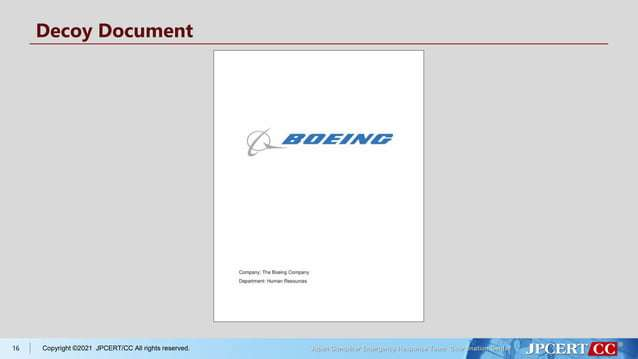 Decoy Document
BOEING
Company: The Boeing Company
Department: Human Resources
16
Copyright ©2021 JPCERT/CC All rights reserved.
Japan Computer Emergency Response Team Coordination Center
JPCERT/CC